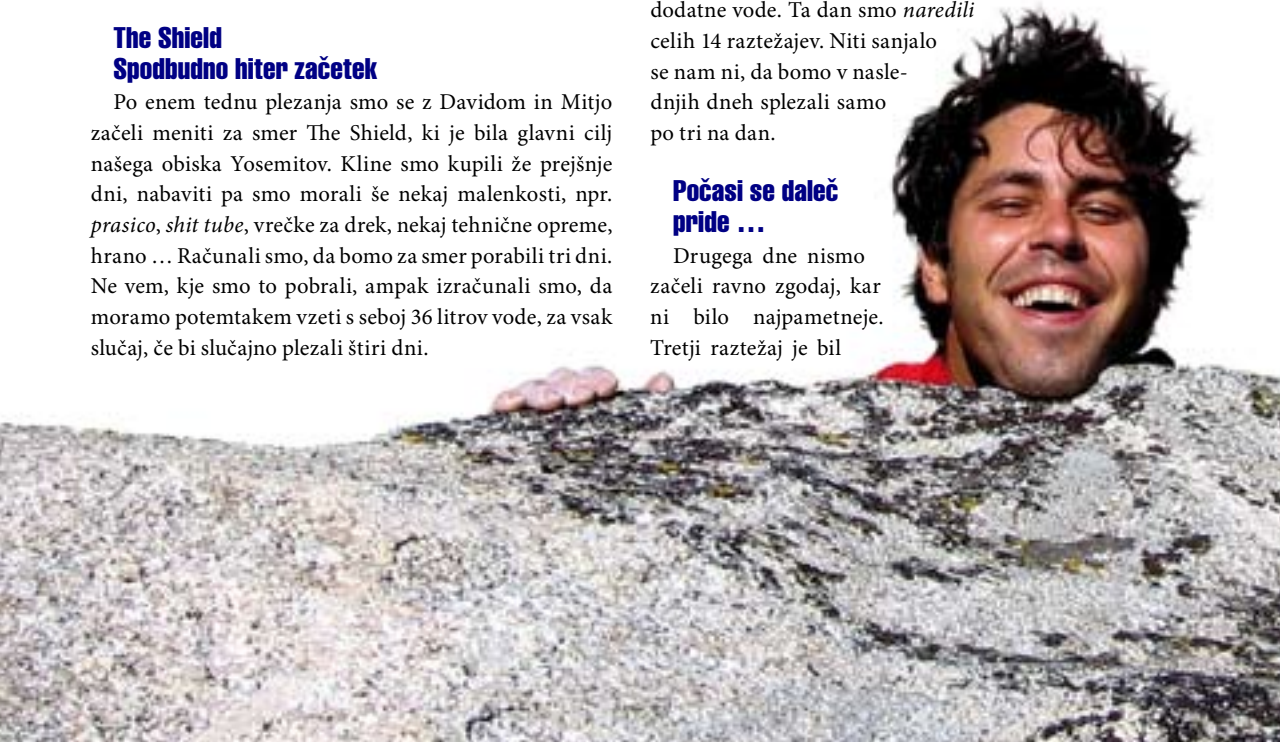 The Shield
Spodbudno hiter začetek
Po enem tednu plezanja smo se z Davidom in Mitjo
začeli meniti za smer The Shield, ki je bila glavni cilj
našega obiska Yosemitov. Kline smo kupili že prejšnje
dni, nabaviti pa smo morali še nekaj malenkosti, npr.
prasico, shit tube, vrečke za drek, nekaj tehnične opreme,
hrano … Računali smo, da bomo za smer porabili tri dni.
Ne vem, kje smo to pobrali, ampak izračunali smo, da
moramo potemtakem vzeti s seboj 36 litrov vode, za vsak
slučaj, če bi slučajno plezali štiri dni.
dodatne vode. Ta dan smo naredili
celih 14 raztežajev. Niti sanjalo
se nam ni, da bomo v nasle-
dnjih dneh splezali samo
po tri na dan.
Počasi se daleč
pride …
Drugega dne nismo
začeli ravno zgodaj, kar
ni bilo najpametneje.
Tretji raztežaj je bil